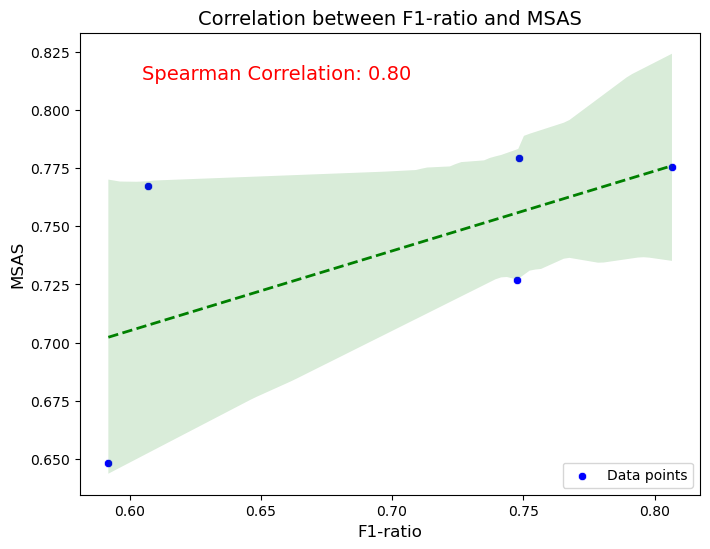 Correlation between F1-ratio and MSAS
Spearman Correlation: 0.80
0.825
0.800
0.775
0.750
0.725
0.700
0.675
0.650
MSAS
0.60
0.65
0.70
0.75
0.80
F1-ratio
Data points